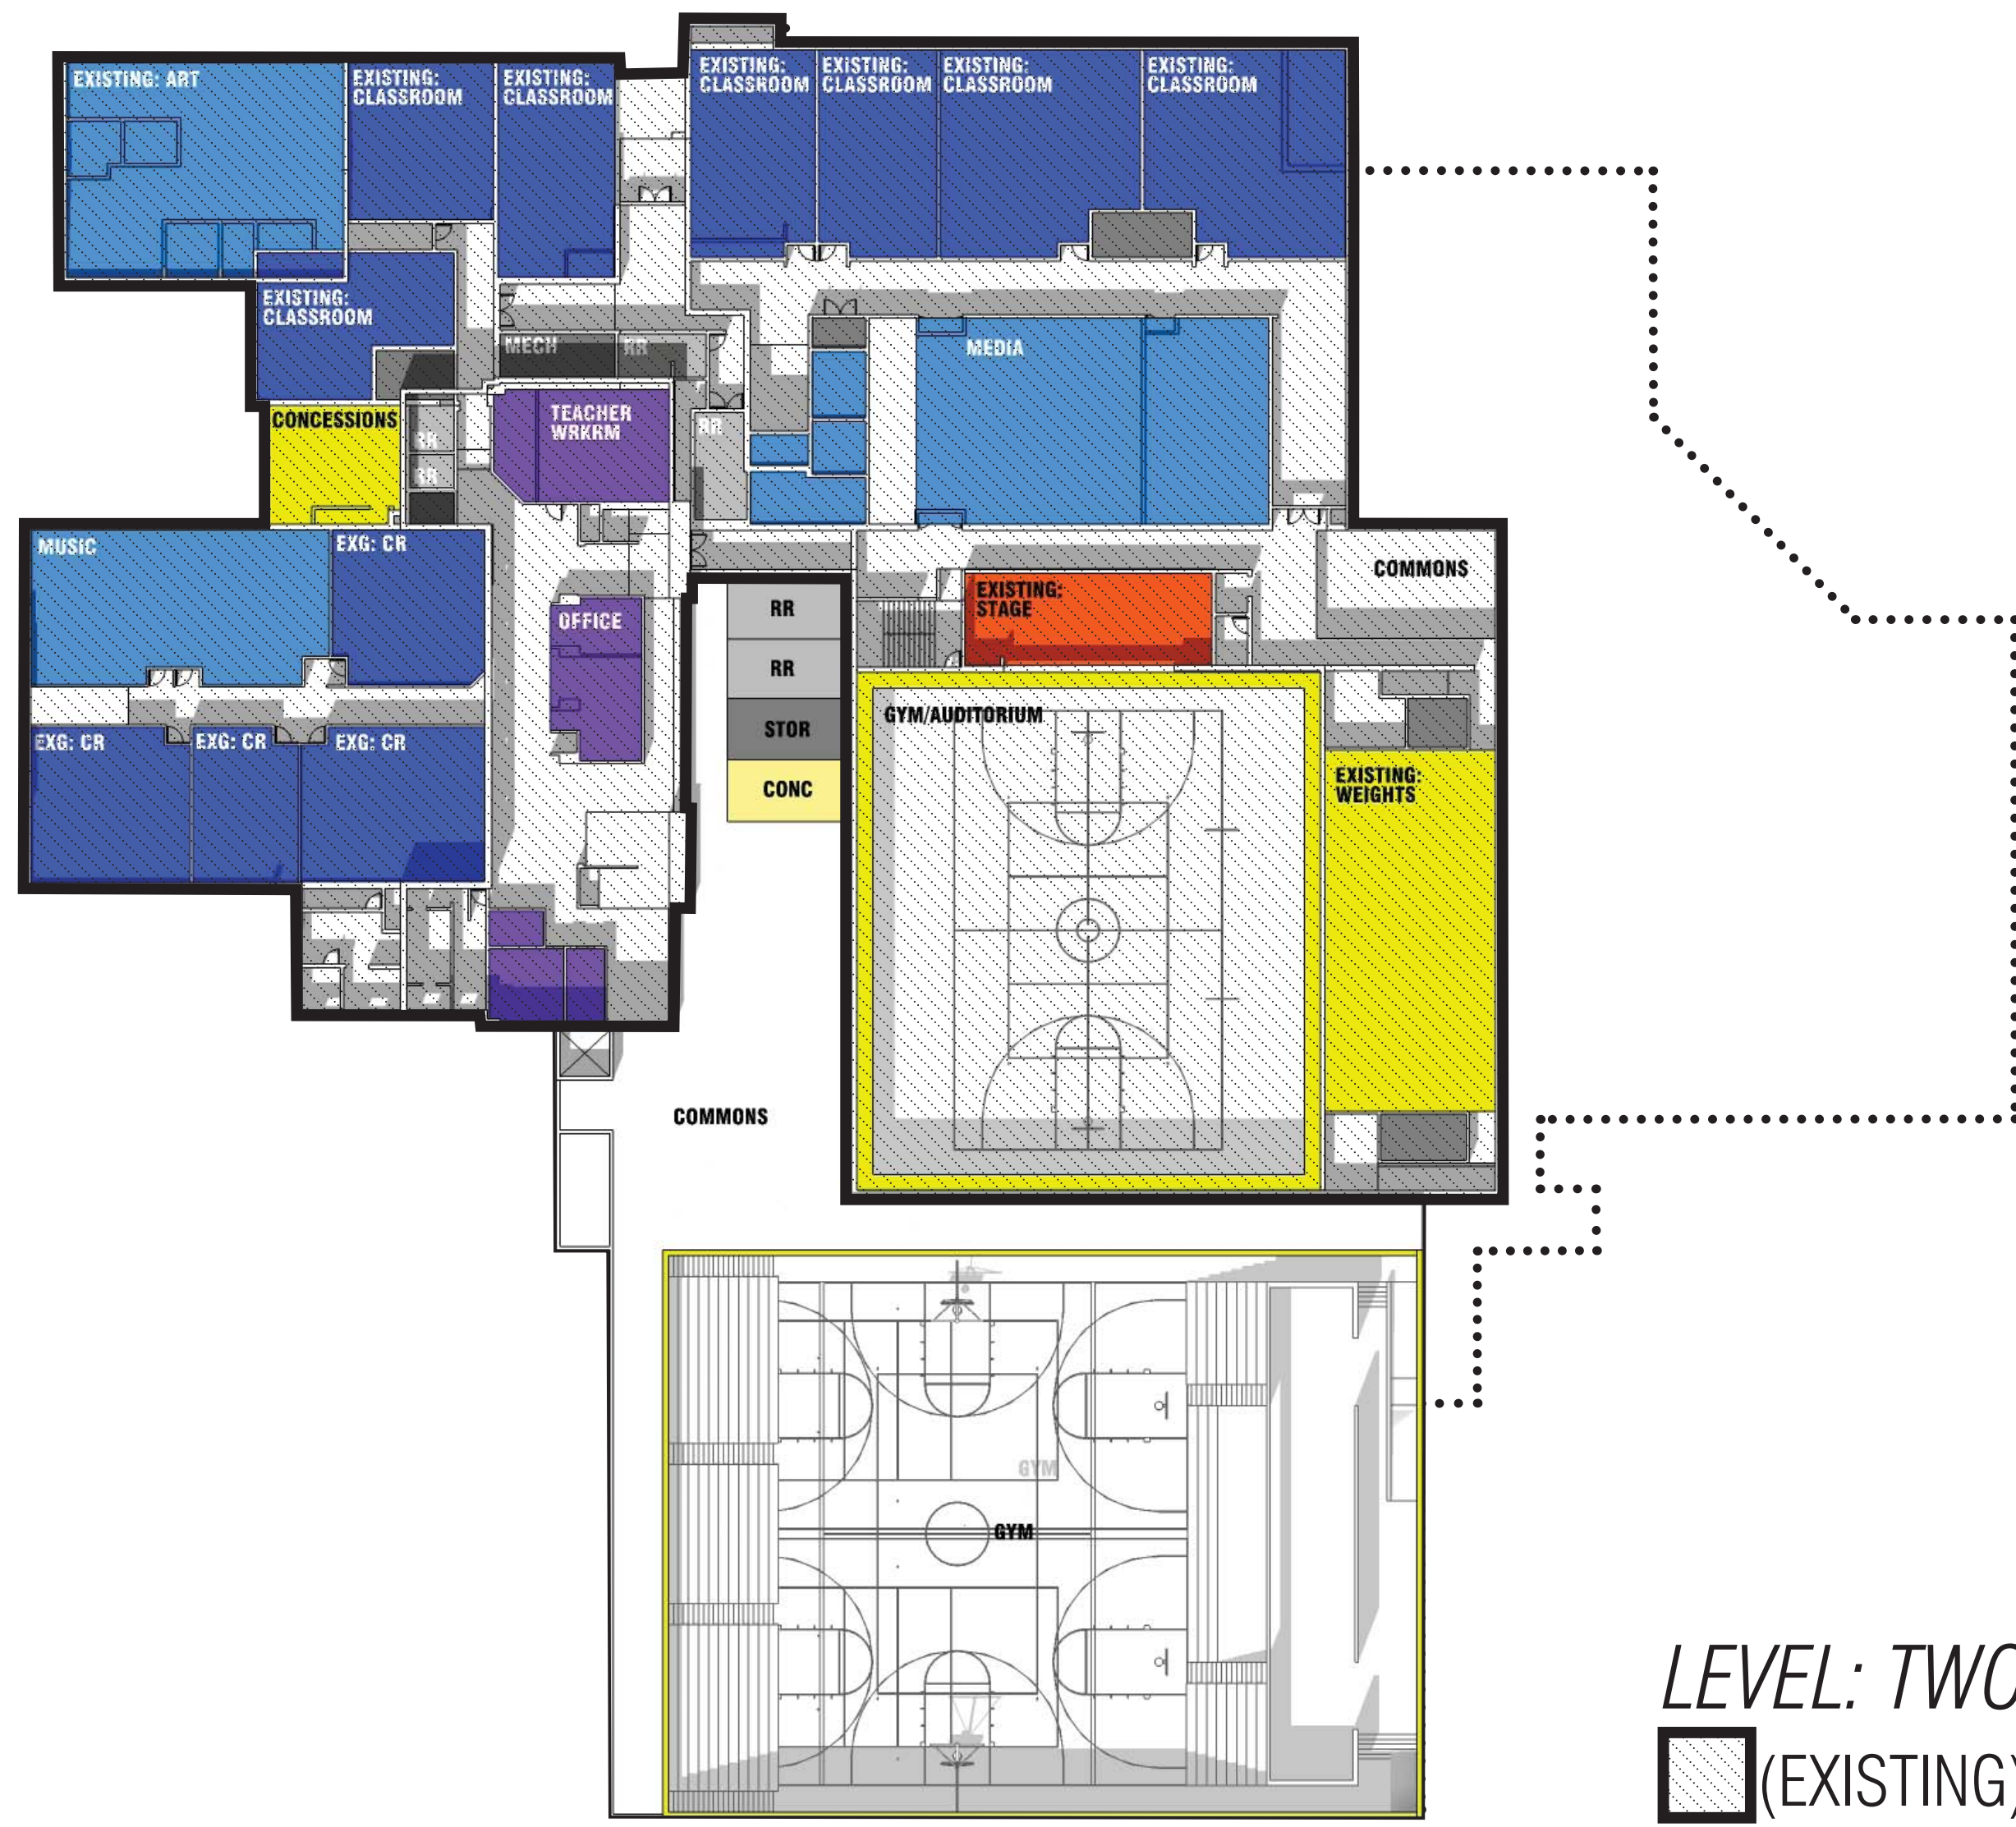 EXISTING: ART
EXISTING:
CLASSROOM
EXISTING:
CLASSROOM
EXISTING:
CLASSROOM
EXISTING:
CLASSROOM
EXISTING:
CLASSROOM
EXISTING:
CLASSROOM
EXISTING:
CLASSROOM
MECH
RR
MEDIA
CONCESSIONS
RR
RR
TEACHER
WRKRM
RR
MUSIC
EXG: CR
COMMONS
EXISTING:
STAGE
OFFICE
RR
RR
STOR
CONC
GYM/AUDITORIUM
EXG: CR
EXG: CR
EXG: CR
EXISTING:
WEIGHTS
COMMONS
GYM
GYM
LEVEL: TWO
(EXISTING)